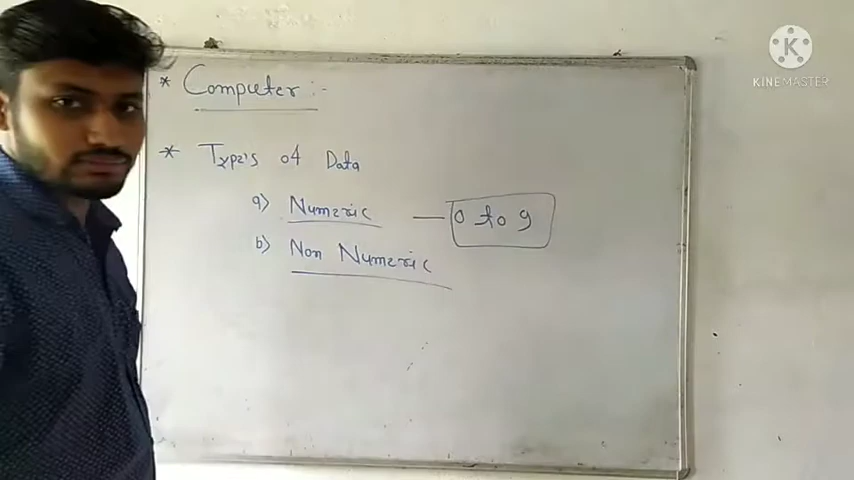 * Computer :-
* Type's of Data
a) Numeric — 0 to 9
b) Non Numeric
KINEMASTER